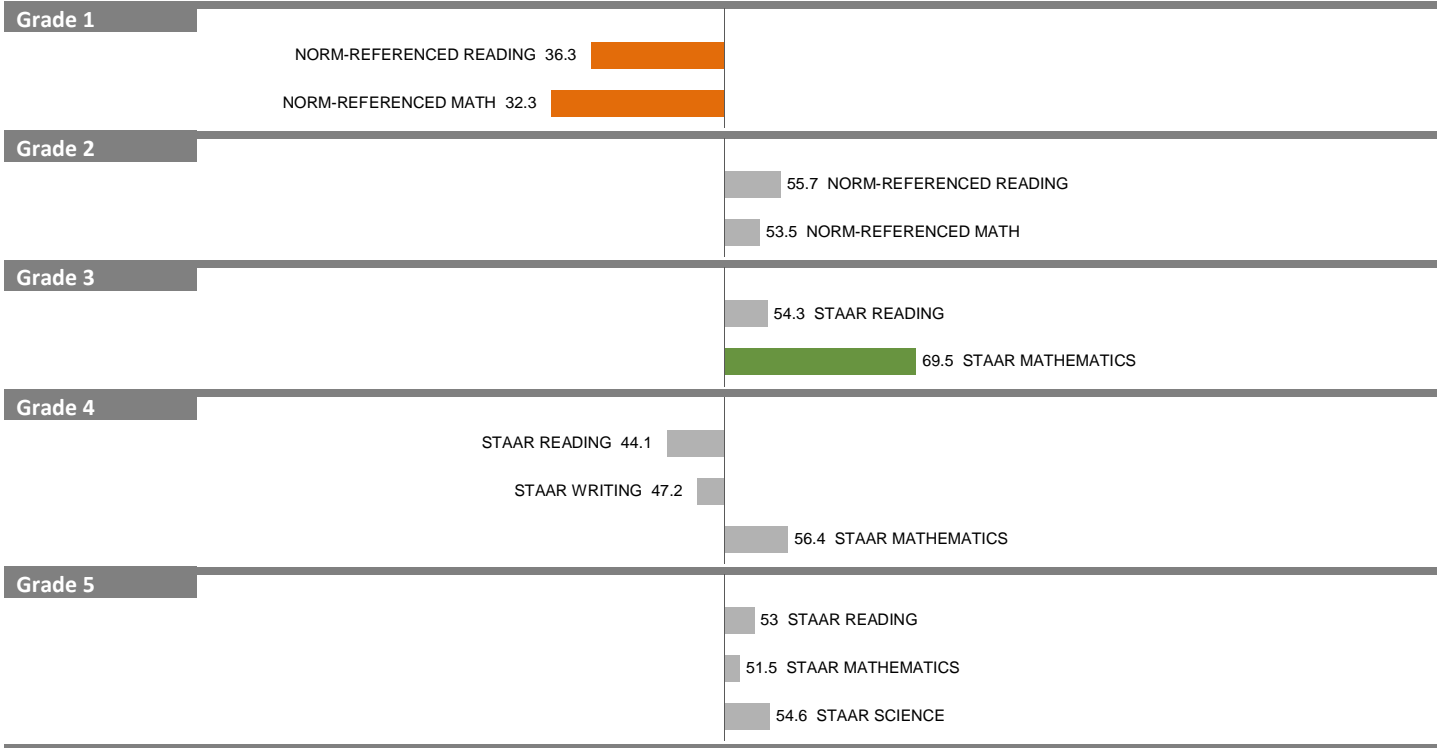 Grade 1
NORM-REFERENCED READING 36.3
NORM-REFERENCED MATH 32.3
Grade 2
55.7 NORM-REFERENCED READING
53.5 NORM-REFERENCED MATH
Grade 3
54.3 STAAR READING
69.5 STAAR MATHEMATICS
Grade 4
STAAR READING 44.1
STAAR WRITING 47.2
56.4 STAAR MATHEMATICS
Grade 5
53 STAAR READING
51.5 STAAR MATHEMATICS
54.6 STAAR SCIENCE